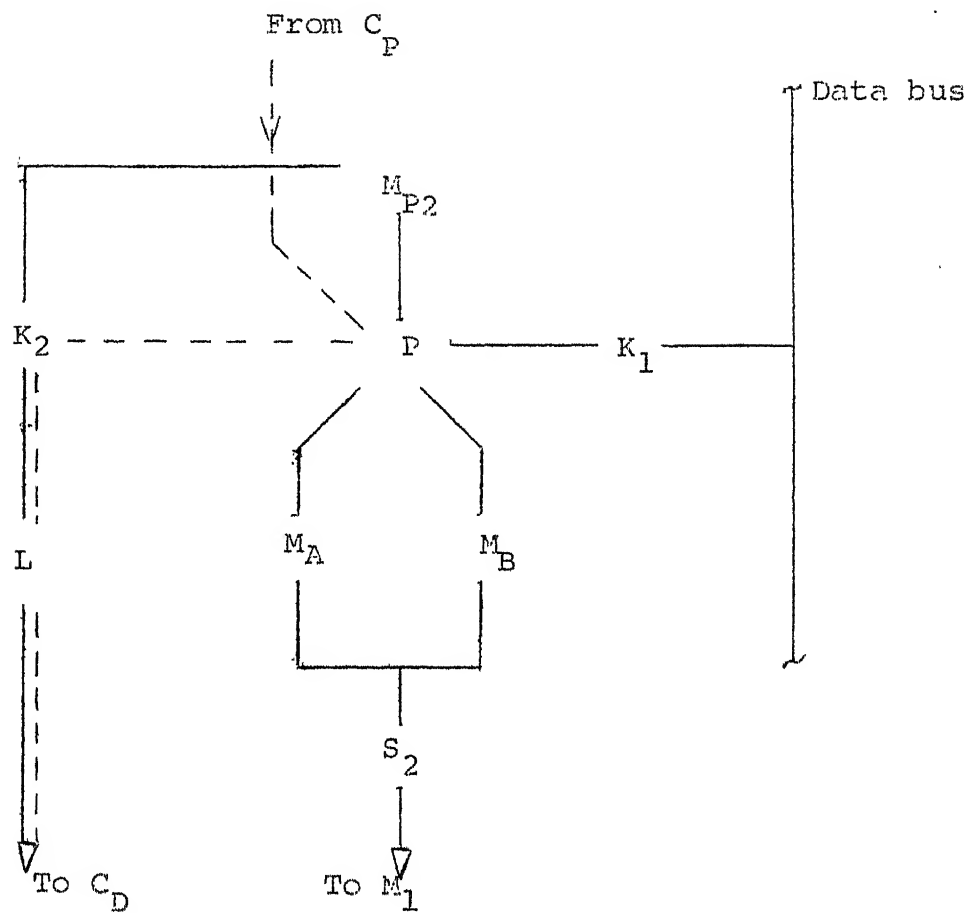 From C_P
Data bus
M_P2
K_2 P K_1
L M_A M_B
S_2
To C_D To M_1